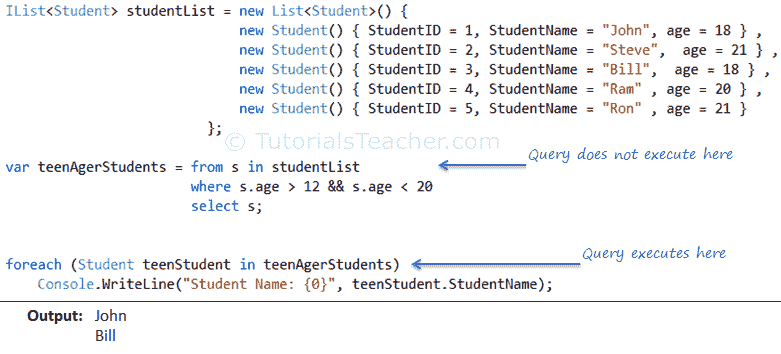 IList<Student> studentList = new List<Student>() {
new Student() { StudentID = 1, StudentName = "John", age = 18 } ,
new Student() { StudentID = 2, StudentName = "Steve",  age = 21 } ,
new Student() { StudentID = 3, StudentName = "Bill",  age = 18 } ,
new Student() { StudentID = 4, StudentName = "Ram" , age = 20 } ,
new Student() { StudentID = 5, StudentName = "Ron" , age = 21 }
};
© TutorialsTeacher.com
Query does not execute here
var teenAgerStudents = from s in studentList
where s.age > 12 && s.age < 20
select s;
Query executes here
foreach (Student teenStudent in teenAgerStudents)
Console.WriteLine("Student Name: {0}", teenStudent.StudentName);
Output: John
Bill